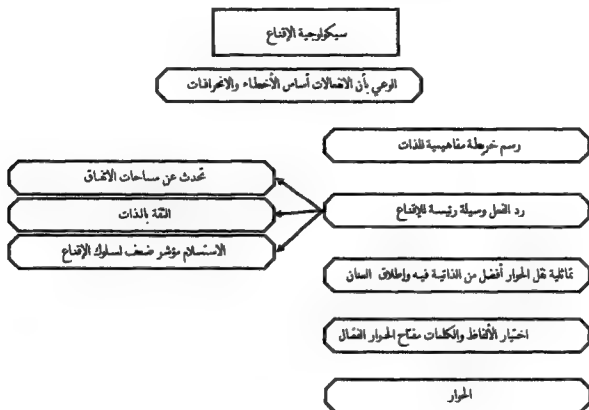 سيكولوجية الإقناع
الوعي بأن الانفعالات أساس الأخطاء والانحرافات
رسم خريطة مفاهيمية للذات
رد الفعل وسيلة رئيسة للإقناع
تحدث عن مساحات الاتفاق
الثقة بالذات
الاستسلام مؤشر ضعف لسلوك الإقناع
تماثلية نقل الحوار أفضل من الذاتية فيه وإطلاق العنان
اختيار الألفاظ والكلمات مفتاح الحوار الفعّال
الحوار